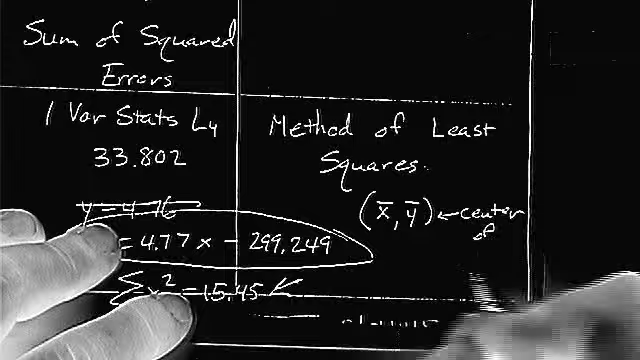 Sum of Squared
Errors
1 Var Stats L4
33.802
y = 4.76
= 4.77x - 299,249
Σx² = 15.45
Method of Least
Squares.
(x̄, ȳ) ← center
of